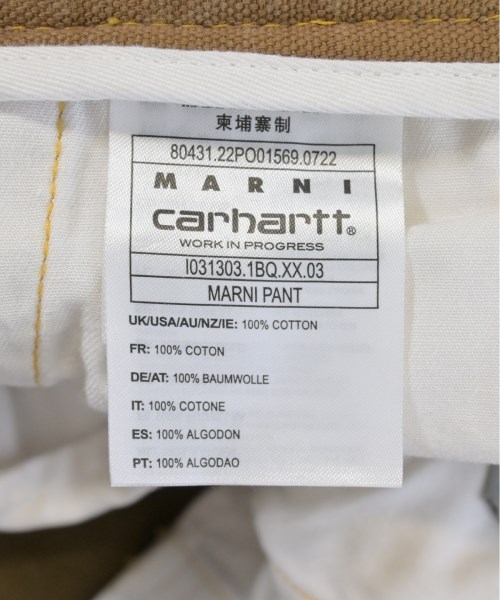 柬埔寨制
80431.22PO01569.0722
MARNI
carhartt®
WORK IN PROGRESS
I031303.1BQ.XX.03
MARNI PANT
UK/USA/AU/NZ/IE: 100% COTTON
FR: 100% COTON
DE/AT: 100% BAUMWOLLE
IT: 100% COTONE
ES: 100% ALGODON
PT: 100% ALGODAO